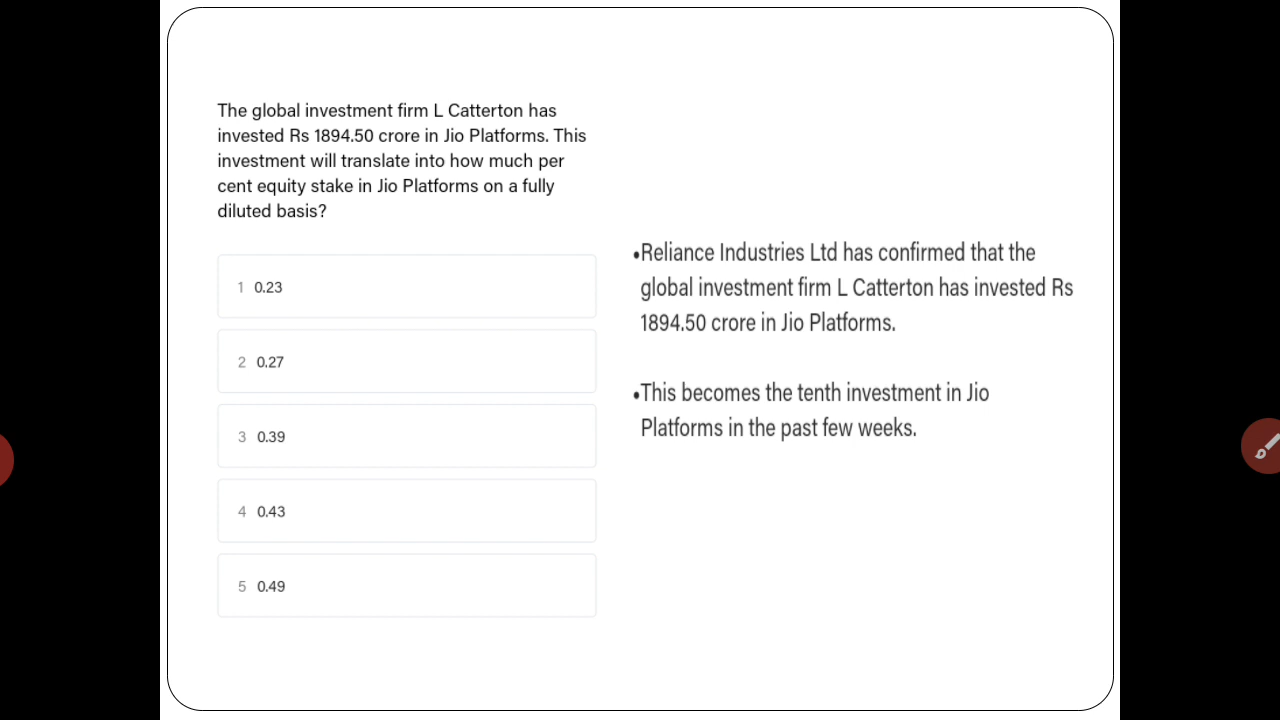 The global investment firm L Catterton has
invested Rs 1894.50 crore in Jio Platforms. This
investment will translate into how much per
cent equity stake in Jio Platforms on a fully
diluted basis?
1 0.23
2 0.27
3 0.39
4 0.43
5 0.49
•Reliance Industries Ltd has confirmed that the
global investment firm L Catterton has invested Rs
1894.50 crore in Jio Platforms.
•This becomes the tenth investment in Jio
Platforms in the past few weeks.